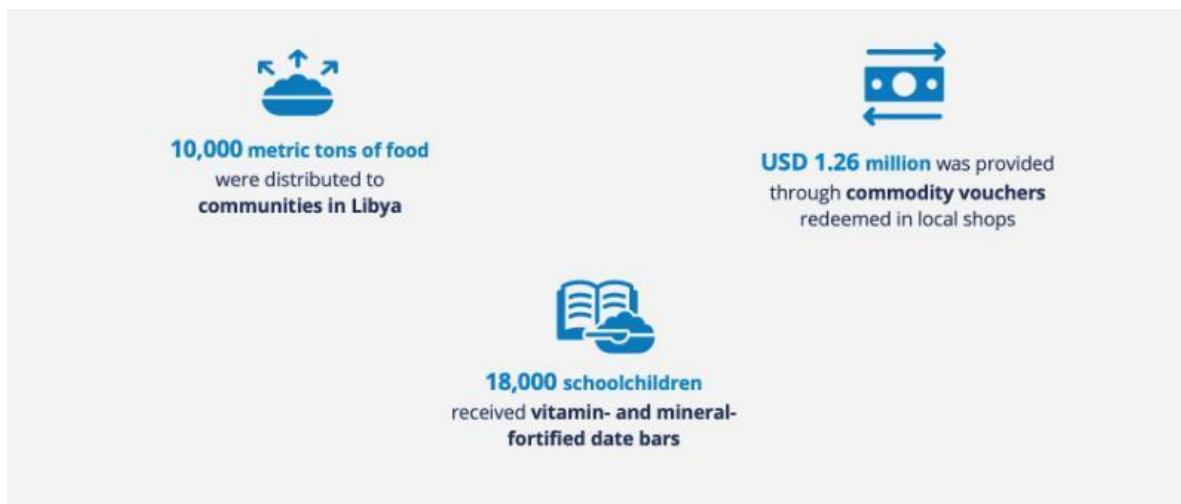 10,000 metric tons of food
were distributed to
communities in Libya
USD 1.26 million was provided
through commodity vouchers
redeemed in local shops
18,000 schoolchildren
received vitamin- and mineral-
fortified date bars